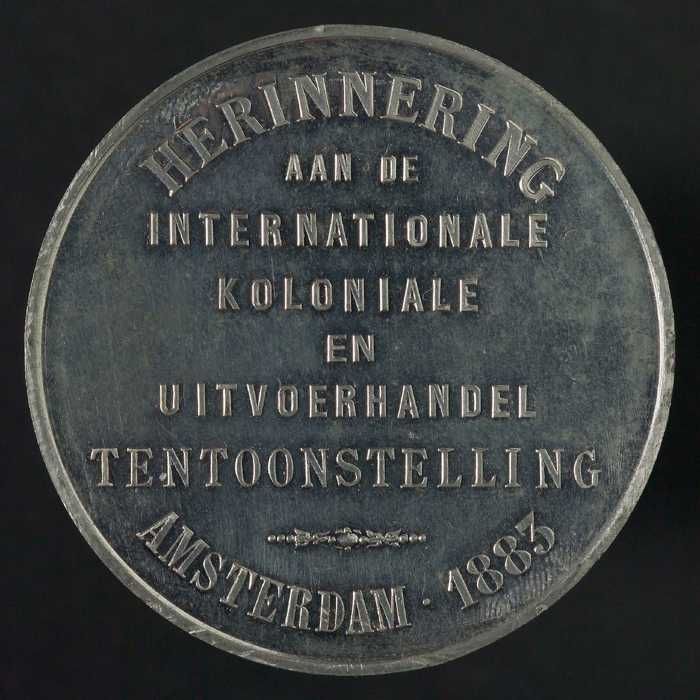 HERINNERING
AAN DE
INTERNATIONALE
KOLONIALE
EN
UITVOERHANDEL
TENTOONSTELLING
AMSTERDAM · 1883